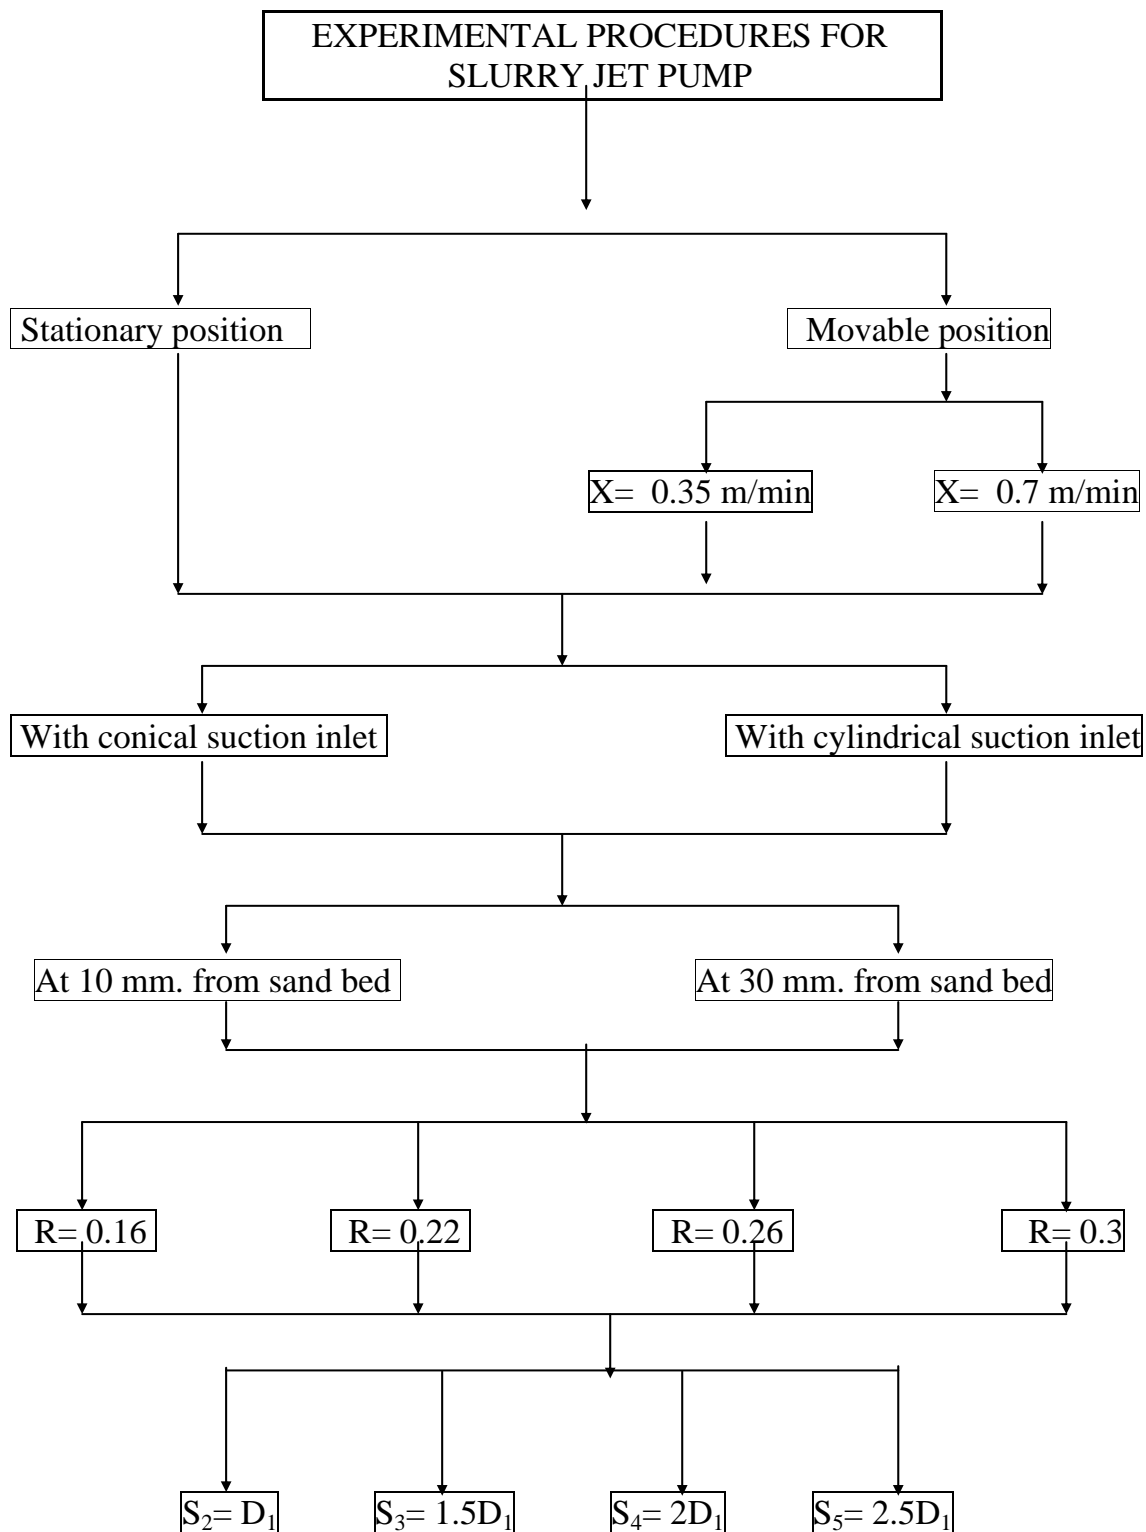 EXPERIMENTAL PROCEDURES FOR
SLURRY JET PUMP
Stationary position
Movable position
X= 0.35 m/min
X= 0.7 m/min
With conical suction inlet
With cylindrical suction inlet
At 10 mm. from sand bed
At 30 mm. from sand bed
R= 0.16
R= 0.22
R= 0.26
R= 0.3
S₂= D₁
S₃= 1.5D₁
S₄= 2D₁
S₅= 2.5D₁